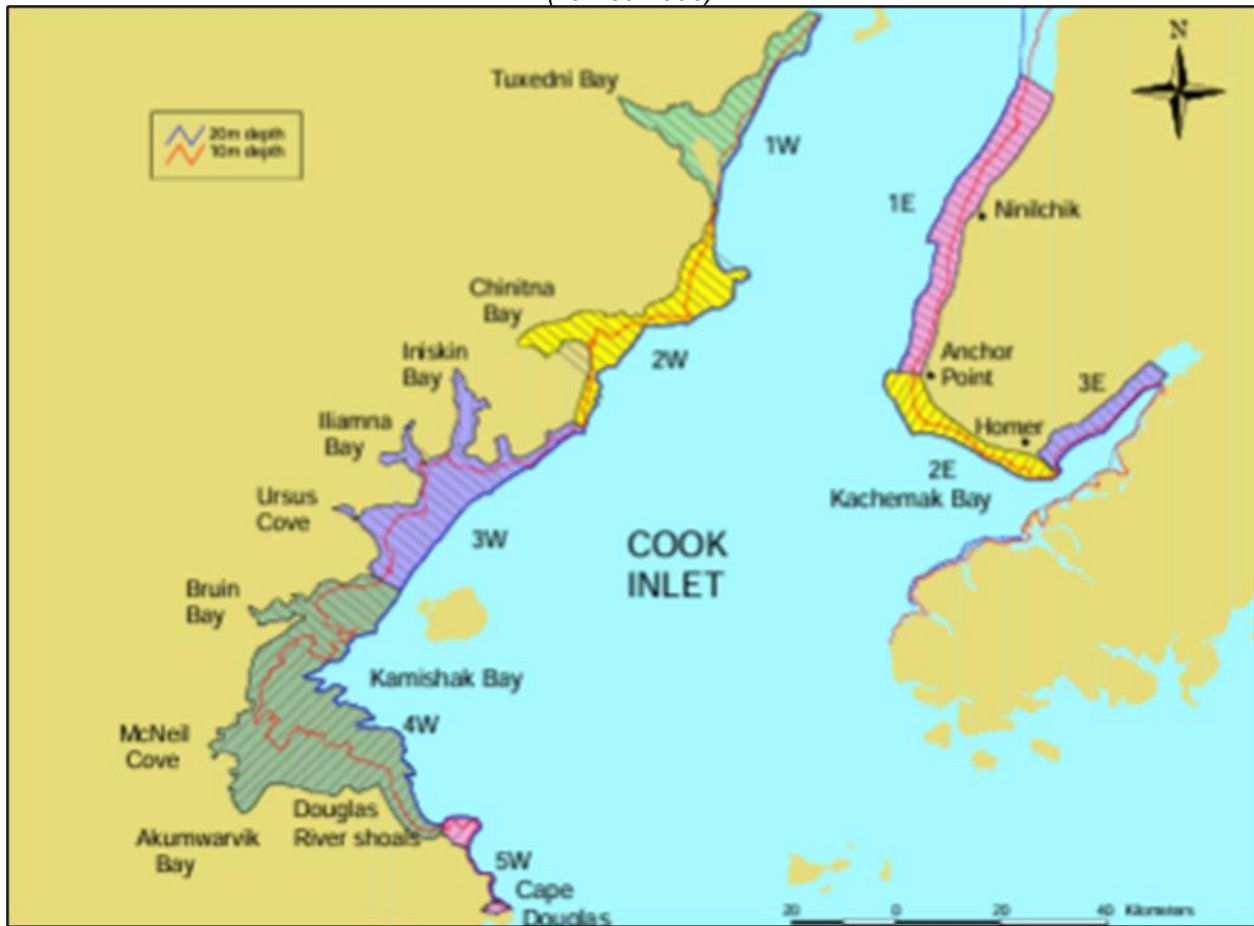 N
Tuxedni Bay
20m depth
10m depth
1W
1E
Ninilchik
Chinitna
Bay
Iniskin
Bay
2W
Anchor
Point
3E
Iliamna
Bay
Homer
2E
Kachemak Bay
Ursus
Cove
3W
COOK
INLET
Bruin
Bay
Kamishak Bay
4W
McNeil
Cove
Douglas
River shoals
Akumwarvik
Bay
5W
Cape
Douglas
20 0 20 40 Kilometers